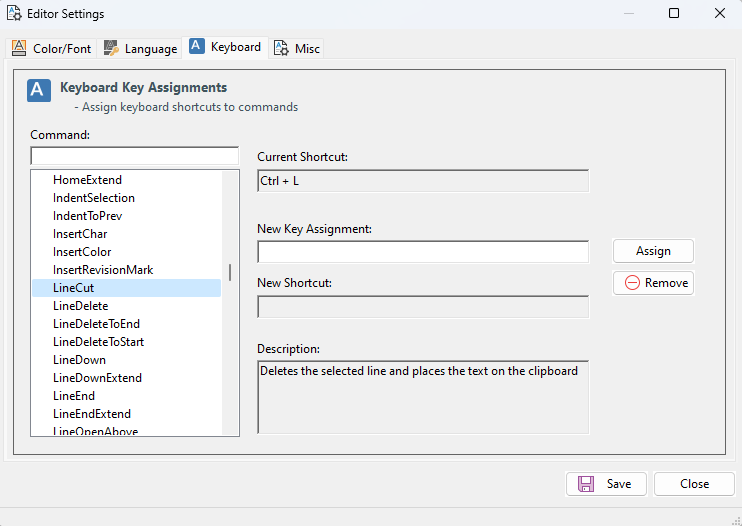 Editor Settings
Color/Font
Language
Keyboard
Misc
Keyboard Key Assignments
- Assign keyboard shortcuts to commands
Command:
HomeExtend
IndentSelection
IndentToPrev
InsertChar
InsertColor
InsertRevisionMark
LineCut
LineDelete
LineDeleteToEnd
LineDeleteToStart
LineDown
LineDownExtend
LineEnd
LineEndExtend
LineOpenAbove
Current Shortcut:
Ctrl + L
New Key Assignment:
Assign
New Shortcut:
Remove
Description:
Deletes the selected line and places the text on the clipboard
Save
Close